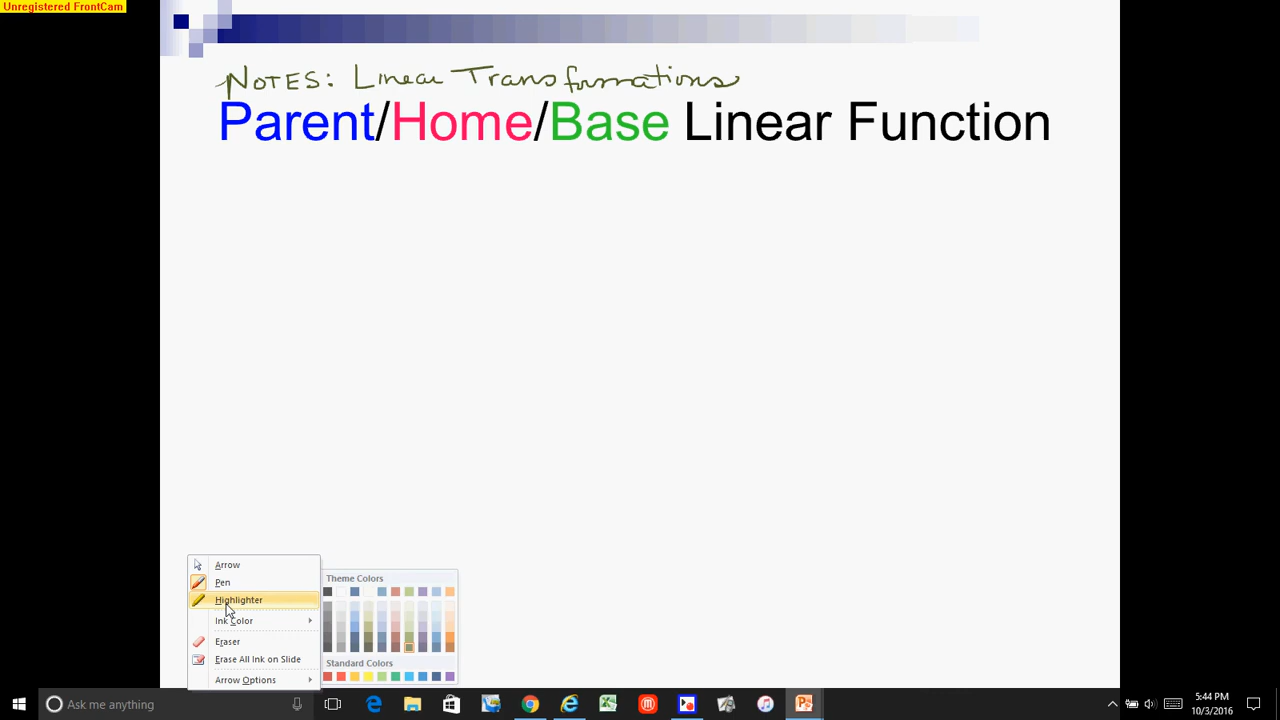 Unregistered FrontCam
NOTES: Linear Transformations
Parent/Home/Base Linear Function
Arrow
Pen
Highlighter
Ink Color
Eraser
Erase All Ink on Slide
Arrow Options
Theme Colors
Standard Colors
Ask me anything
5:44 PM
10/3/2016